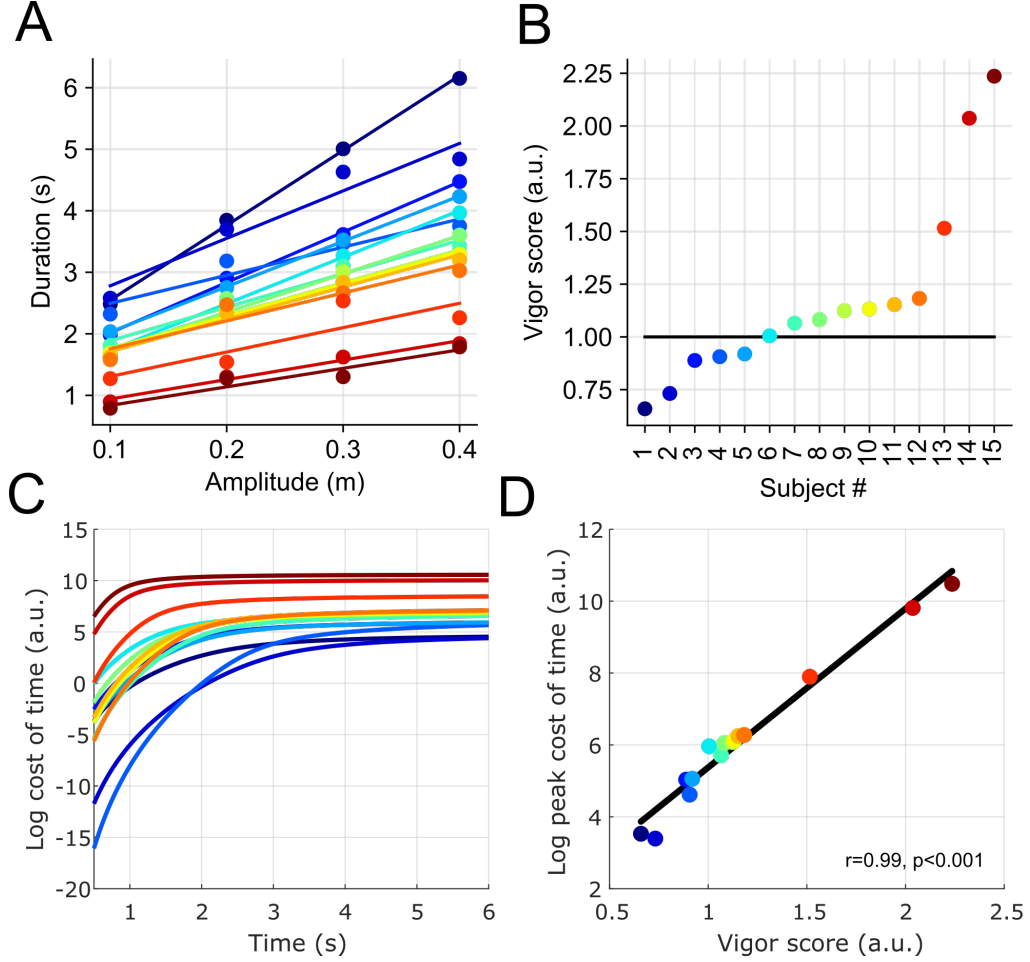 A
Duration (s)
6
5
4
3
2
1
0.1 0.2 0.3 0.4
Amplitude (m)
B
Vigor score (a.u.)
2.25
2.00
1.75
1.50
1.25
1.00
0.75
1 2 3 4 5 6 7 8 9 10 11 12 13 14 15
Subject #
C
Log cost of time (a.u.)
15
10
5
0
-5
-10
-15
-20
1 2 3 4 5 6
Time (s)
D
Log peak cost of time (a.u.)
12
10
8
6
4
2
r=0.99, p<0.001
0.5 1 1.5 2 2.5
Vigor score (a.u.)